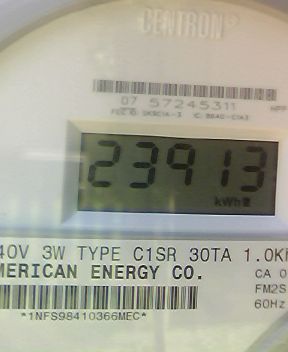 CENTRON®
07 57245311
23913
kWh
40V 3W TYPE C1SR 30TA 1.0K
MERICAN ENERGY CO.
CA 0
FM2S
60Hz
*1NFS98410366MEC*